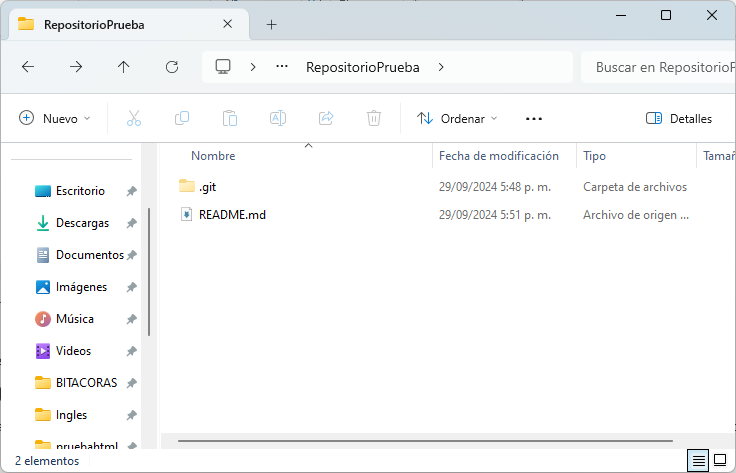 RepositorioPrueba
RepositorioPrueba
Buscar en RepositorioP
Nuevo
Ordenar
Detalles
Nombre
Fecha de modificación
Tipo
Tamañ
.git
29/09/2024 5:48 p. m.
Carpeta de archivos
README.md
29/09/2024 5:51 p. m.
Archivo de origen ...
Escritorio
Descargas
Documentos
Imágenes
Música
Videos
BITACORAS
Ingles
pruebahtml
2 elementos